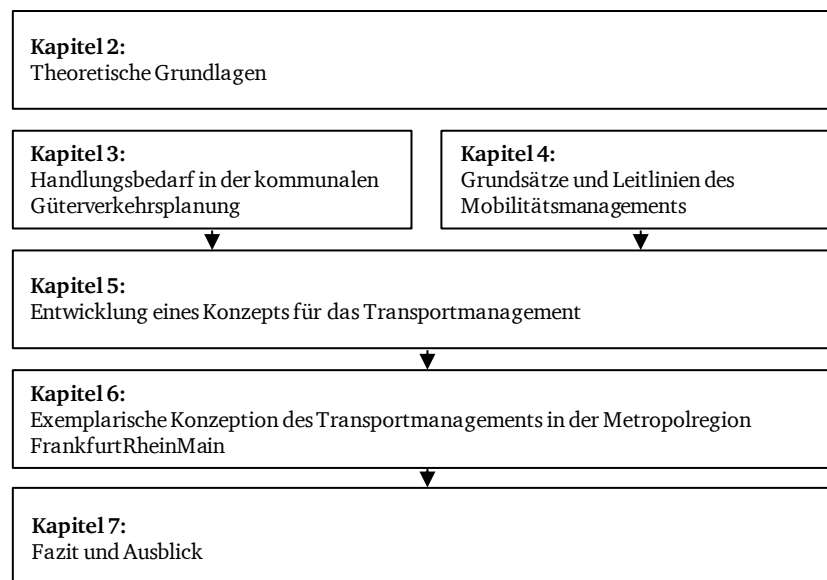 Kapitel 2:
Theoretische Grundlagen
Kapitel 3:
Handlungsbedarf in der kommunalen
Güterverkehrsplanung
Kapitel 4:
Grundsätze und Leitlinien des
Mobilitätsmanagements
Kapitel 5:
Entwicklung eines Konzepts für das Transportmanagement
Kapitel 6:
Exemplarische Konzeption des Transportmanagements in der Metropolregion
FrankfurtRheinMain
Kapitel 7:
Fazit und Ausblick